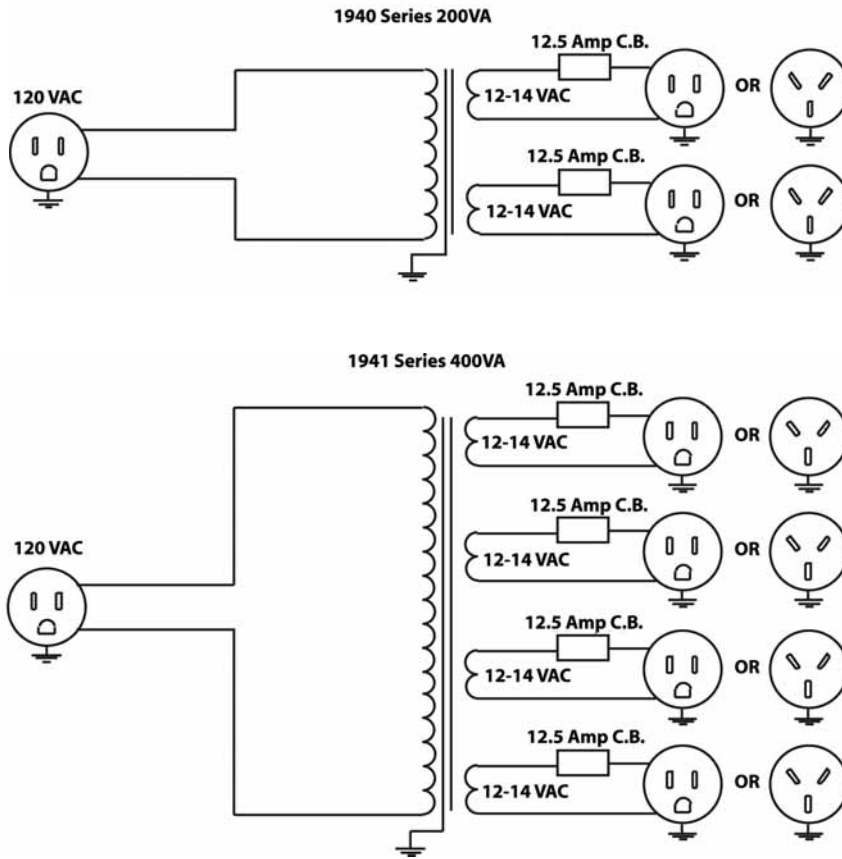 1940 Series 200VA
12.5 Amp C.B.
120 VAC
12-14 VAC
OR
12.5 Amp C.B.
12-14 VAC
OR
1941 Series 400VA
12.5 Amp C.B.
12-14 VAC
OR
12.5 Amp C.B.
120 VAC
12-14 VAC
OR
12.5 Amp C.B.
12-14 VAC
OR
12.5 Amp C.B.
12-14 VAC
OR